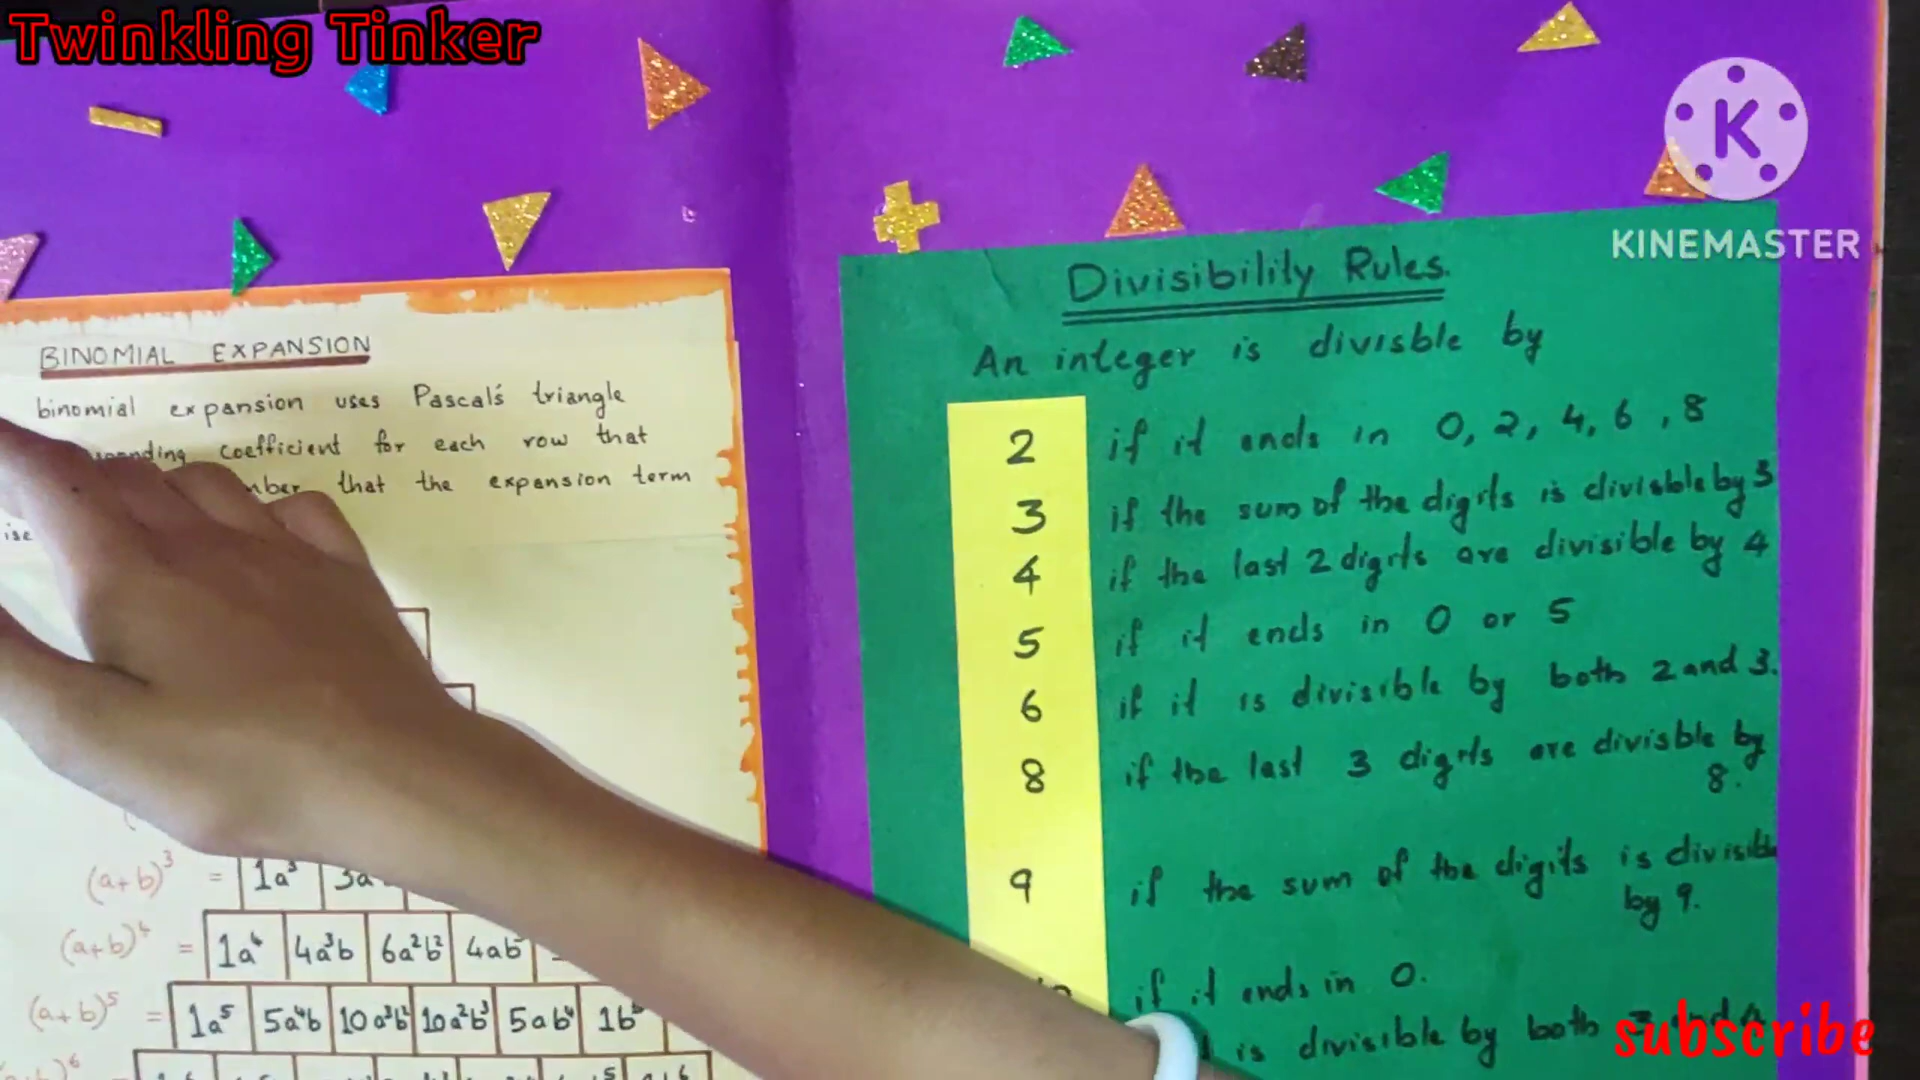 Twinkling Tinker
KINEMASTER
BINOMIAL EXPANSION
binomial expansion uses Pascal's triangle
coefficient for each row that
that the expansion term
(a+b)³ = 1a³
(a+b)⁴ = 1a⁴ 4a³b 6a²b² 4ab
(a+b)⁵ = 1a⁵ 5a⁴b 10a³b² 10a²b³ 5ab⁴ 1b⁵
Divisibility Rules.
An integer is divisble by
2 if it ends in 0, 2, 4, 6, 8
3 if the sum of the digits is divisible by 3
4 if the last 2 digits are divisible by 4
5 if it ends in 0 or 5
6 if it is divisible by both 2 and 3.
8 if the last 3 digits are divisble by
8.
9 if the sum of the digits is divisible
by 9.
if it ends in 0.
is divisible by both 3 and 4
subscribe